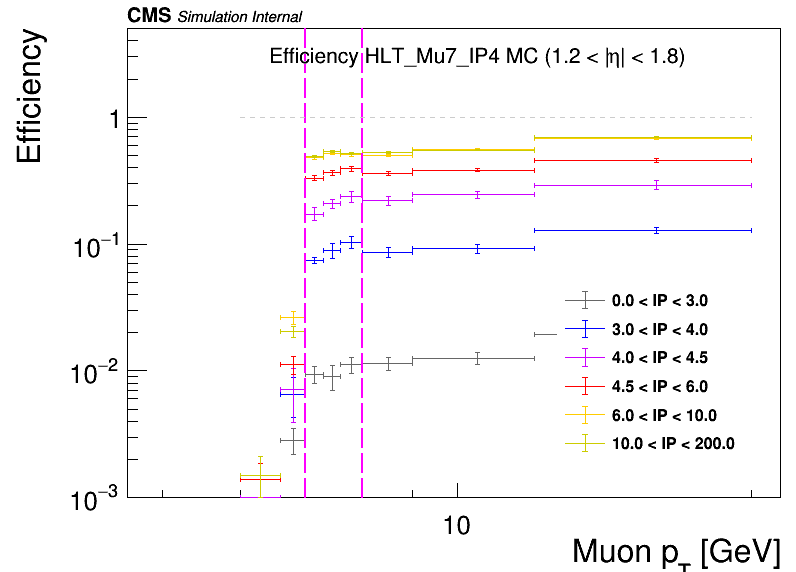 CMS Simulation Internal
Efficiency HLT_Mu7_IP4 MC (1.2 < |η| < 1.8)
Efficiency
1
10⁻¹
10⁻²
10⁻³
0.0 < IP < 3.0
3.0 < IP < 4.0
4.0 < IP < 4.5
4.5 < IP < 6.0
6.0 < IP < 10.0
10.0 < IP < 200.0
10
Muon p_T [GeV]